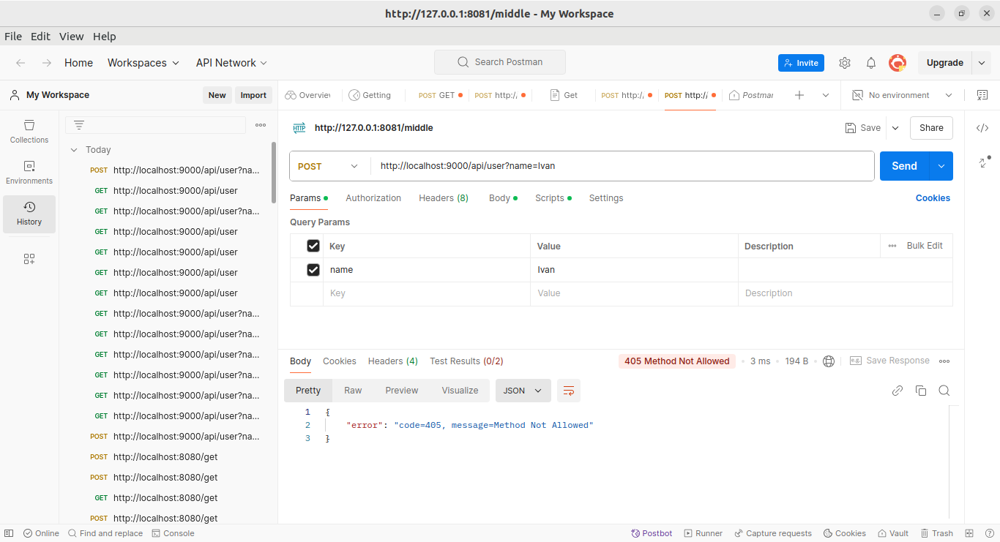 http://127.0.0.1:8081/middle - My Workspace
File Edit View Help
Home Workspaces API Network Search Postman Invite Upgrade
My Workspace New Import Overviev Getting POST GET POST http:/ Get POST http:/ POST http:/ Postmar No environment
Collections
Environments
History
Today
POST http://localhost:9000/api/user?na...
GET http://localhost:9000/api/user
GET http://localhost:9000/api/user?na...
GET http://localhost:9000/api/user
GET http://localhost:9000/api/user
GET http://localhost:9000/api/user
GET http://localhost:9000/api/user
GET http://localhost:9000/api/user?na...
GET http://localhost:9000/api/user?na...
GET http://localhost:9000/api/user?na...
GET http://localhost:9000/api/user?na...
GET http://localhost:9000/api/user?na...
GET http://localhost:9000/api/user?na...
POST http://localhost:9000/api/user?na...
POST http://localhost:8080/get
POST http://localhost:8080/get
GET http://localhost:8080/get
POST http://localhost:8080/get
HTTP http://127.0.0.1:8081/middle Save Share
POST http://localhost:9000/api/user?name=Ivan Send
Params Authorization Headers (8) Body Scripts Settings Cookies
Query Params
Key Value Description Bulk Edit
name Ivan
Key Value Description
Body Cookies Headers (4) Test Results (0/2) 405 Method Not Allowed 3 ms 194 B e.g. Save Response
Pretty Raw Preview Visualize JSON
1 {
2 "error": "code=405, message=Method Not Allowed"
3 }
Online Find and replace Console Postbot Runner Capture requests Cookies Vault Trash